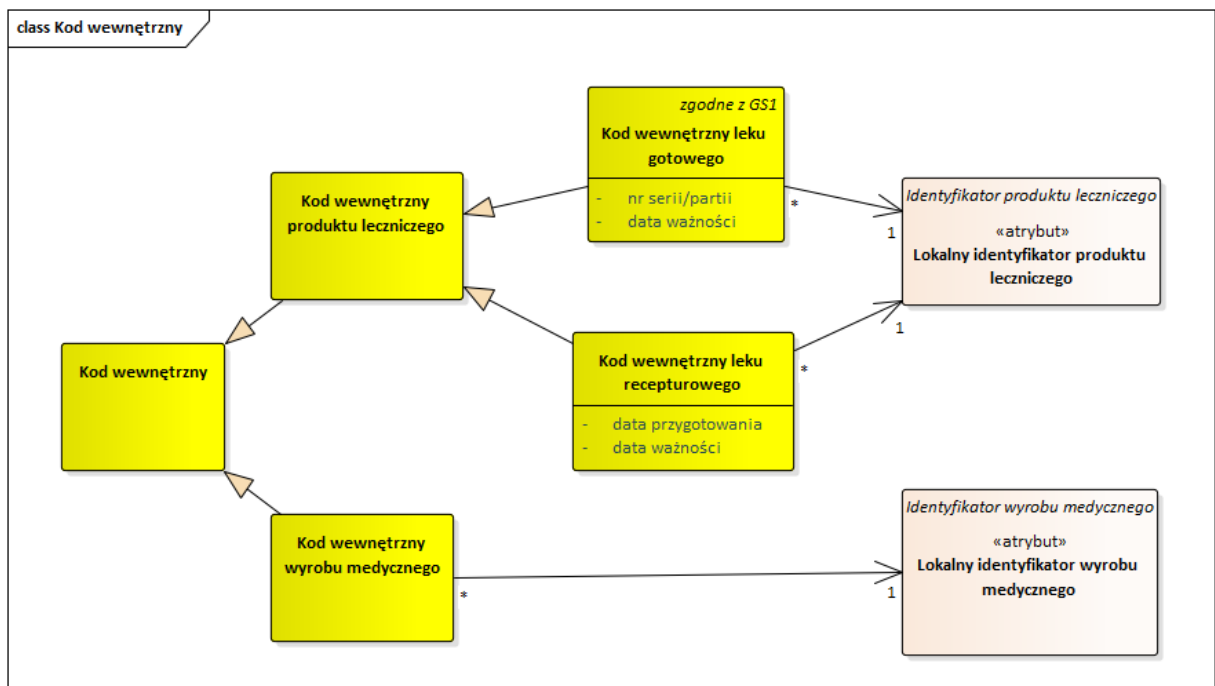 class Kod wewnętrzny
zgodne z GS1
Kod wewnętrzny leku
gotowego
- nr serii/partii
- data ważności
*
1
Identyfikator produktu leczniczego
«atrybut»
Lokalny identyfikator produktu
leczniczego
Kod wewnętrzny
produktu leczniczego
Kod wewnętrzny leku
recepturowego
- data przygotowania
- data ważności
*
1
Kod wewnętrzny
Kod wewnętrzny
wyrobu medycznego
*
1
Identyfikator wyrobu medycznego
«atrybut»
Lokalny identyfikator wyrobu
medycznego